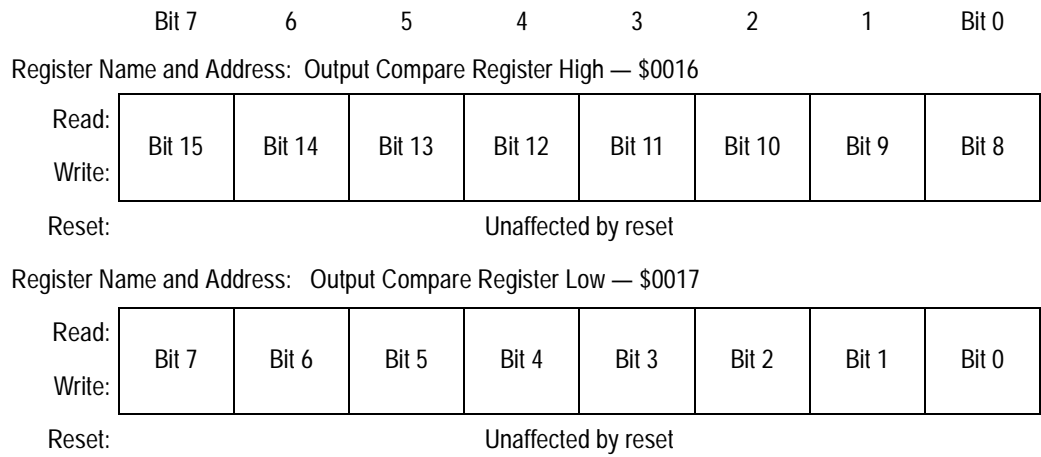 Bit 7 6 5 4 3 2 1 Bit 0
Register Name and Address: Output Compare Register High — $0016
Read:
Bit 15 Bit 14 Bit 13 Bit 12 Bit 11 Bit 10 Bit 9 Bit 8
Write:
Reset: Unaffected by reset
Register Name and Address: Output Compare Register Low — $0017
Read:
Bit 7 Bit 6 Bit 5 Bit 4 Bit 3 Bit 2 Bit 1 Bit 0
Write:
Reset: Unaffected by reset